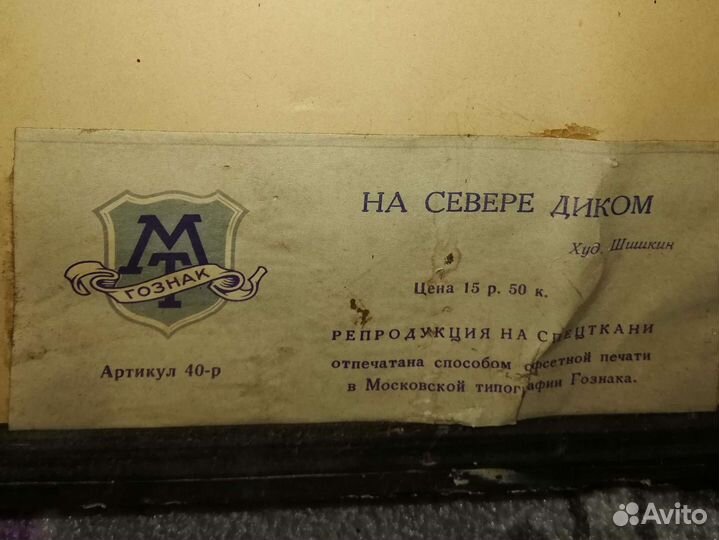 МТ
ГОЗНАК
Артикул 40-р
НА СЕВЕРЕ ДИКОМ
Худ. Шишкин
Цена 15 р. 50 к.
РЕПРОДУКЦИЯ НА СПЕЦТКАНИ
отпечатана способом офсетной печати
в Московской типографии Гознака.
Avito